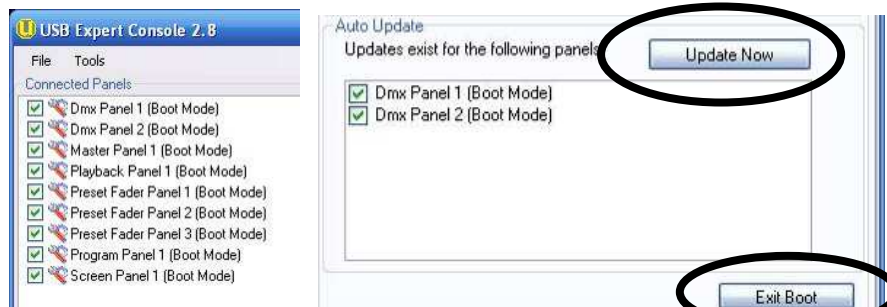 USB Expert Console 2.8
File Tools
Connected Panels
Dmx Panel 1 (Boot Mode)
Dmx Panel 2 (Boot Mode)
Master Panel 1 (Boot Mode)
Playback Panel 1 (Boot Mode)
Preset Fader Panel 1 (Boot Mode)
Preset Fader Panel 2 (Boot Mode)
Preset Fader Panel 3 (Boot Mode)
Program Panel 1 (Boot Mode)
Screen Panel 1 (Boot Mode)
Auto Update
Updates exist for the following panels
Update Now
Dmx Panel 1 (Boot Mode)
Dmx Panel 2 (Boot Mode)
Exit Boot